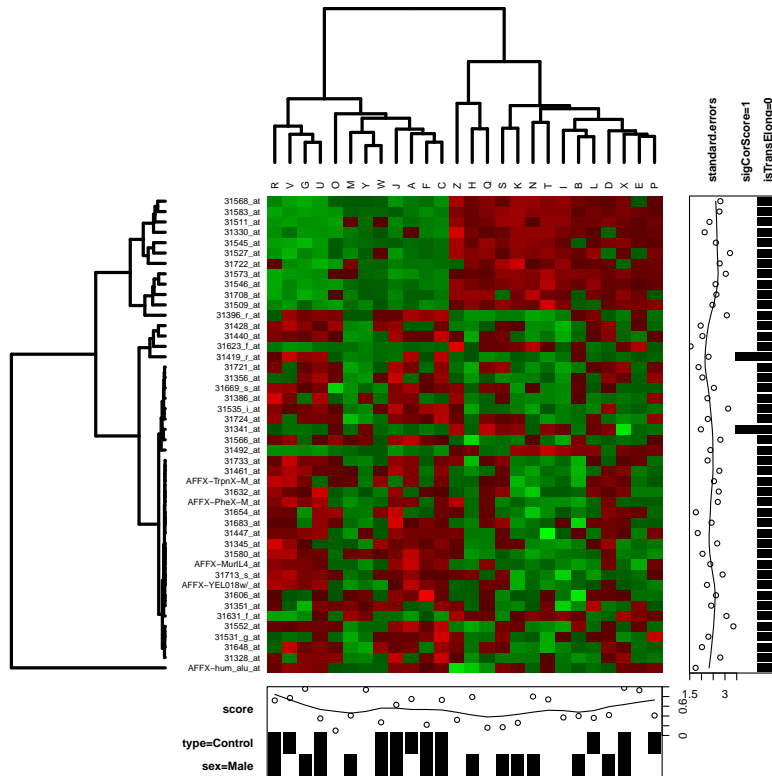 standard.errors
sigCorScore=1
isTransElong=0
R V G U O M Y W J A F C Z H Q S K N T I B L D X E P
31568_at
31583_at
31511_at
31330_at
31545_at
31527_at
31722_at
31573_at
31546_at
31708_at
31509_at
31396_r_at
31428_at
31440_at
31623_f_at
31419_r_at
31721_at
31356_at
31669_s_at
31386_at
31535_i_at
31724_at
31341_at
31566_at
31492_at
31733_at
31461_at
AFFX-TrpnX-M_at
31632_at
AFFX-PheX-M_at
31654_at
31683_at
31447_at
31345_at
31580_at
AFFX-MurIL4_at
31713_s_at
AFFX-YEL018w/_at
31606_at
31351_at
31631_f_at
31552_at
31531_g_at
31648_at
31328_at
AFFX-hum_alu_at
1.5 3
score
0 0.6
type=Control
sex=Male